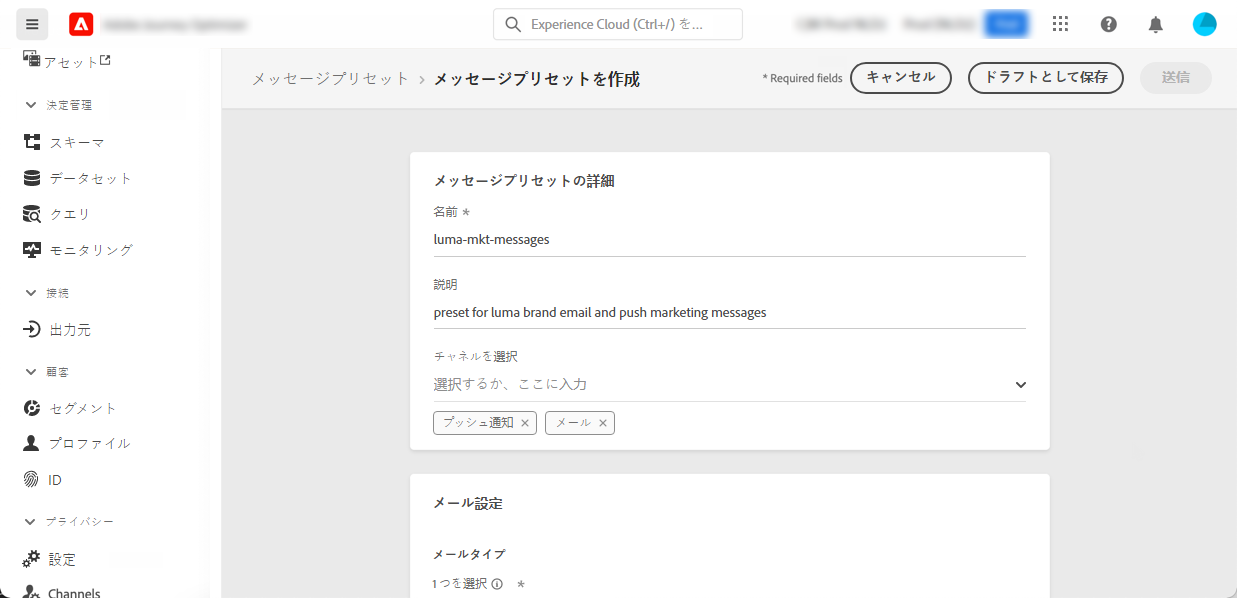 Experience Cloud (Ctrl+/) を...
アセット
決定管理
スキーマ
データセット
クエリ
モニタリング
接続
出力元
顧客
セグメント
プロファイル
ID
プライバシー
設定
Channels
メッセージプリセット > メッセージプリセットを作成
* Required fields
キャンセル
ドラフトとして保存
送信
メッセージプリセットの詳細
名前 *
luma-mkt-messages
説明
preset for luma brand email and push marketing messages
チャネルを選択
選択するか、ここに入力
プッシュ通知 ×
メール ×
メール設定
メールタイプ
1つを選択 *